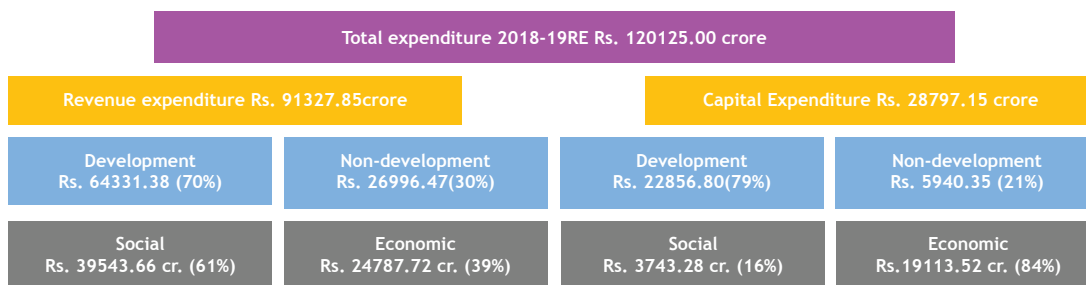 Total expenditure 2018-19RE Rs. 120125.00 crore
Revenue expenditure Rs. 91327.85crore
Capital Expenditure Rs. 28797.15 crore
Development
Rs. 64331.38 (70%)
Non-development
Rs. 26996.47(30%)
Development
Rs. 22856.80(79%)
Non-development
Rs. 5940.35 (21%)
Social
Rs. 39543.66 cr. (61%)
Economic
Rs. 24787.72 cr. (39%)
Social
Rs. 3743.28 cr. (16%)
Economic
Rs.19113.52 cr. (84%)